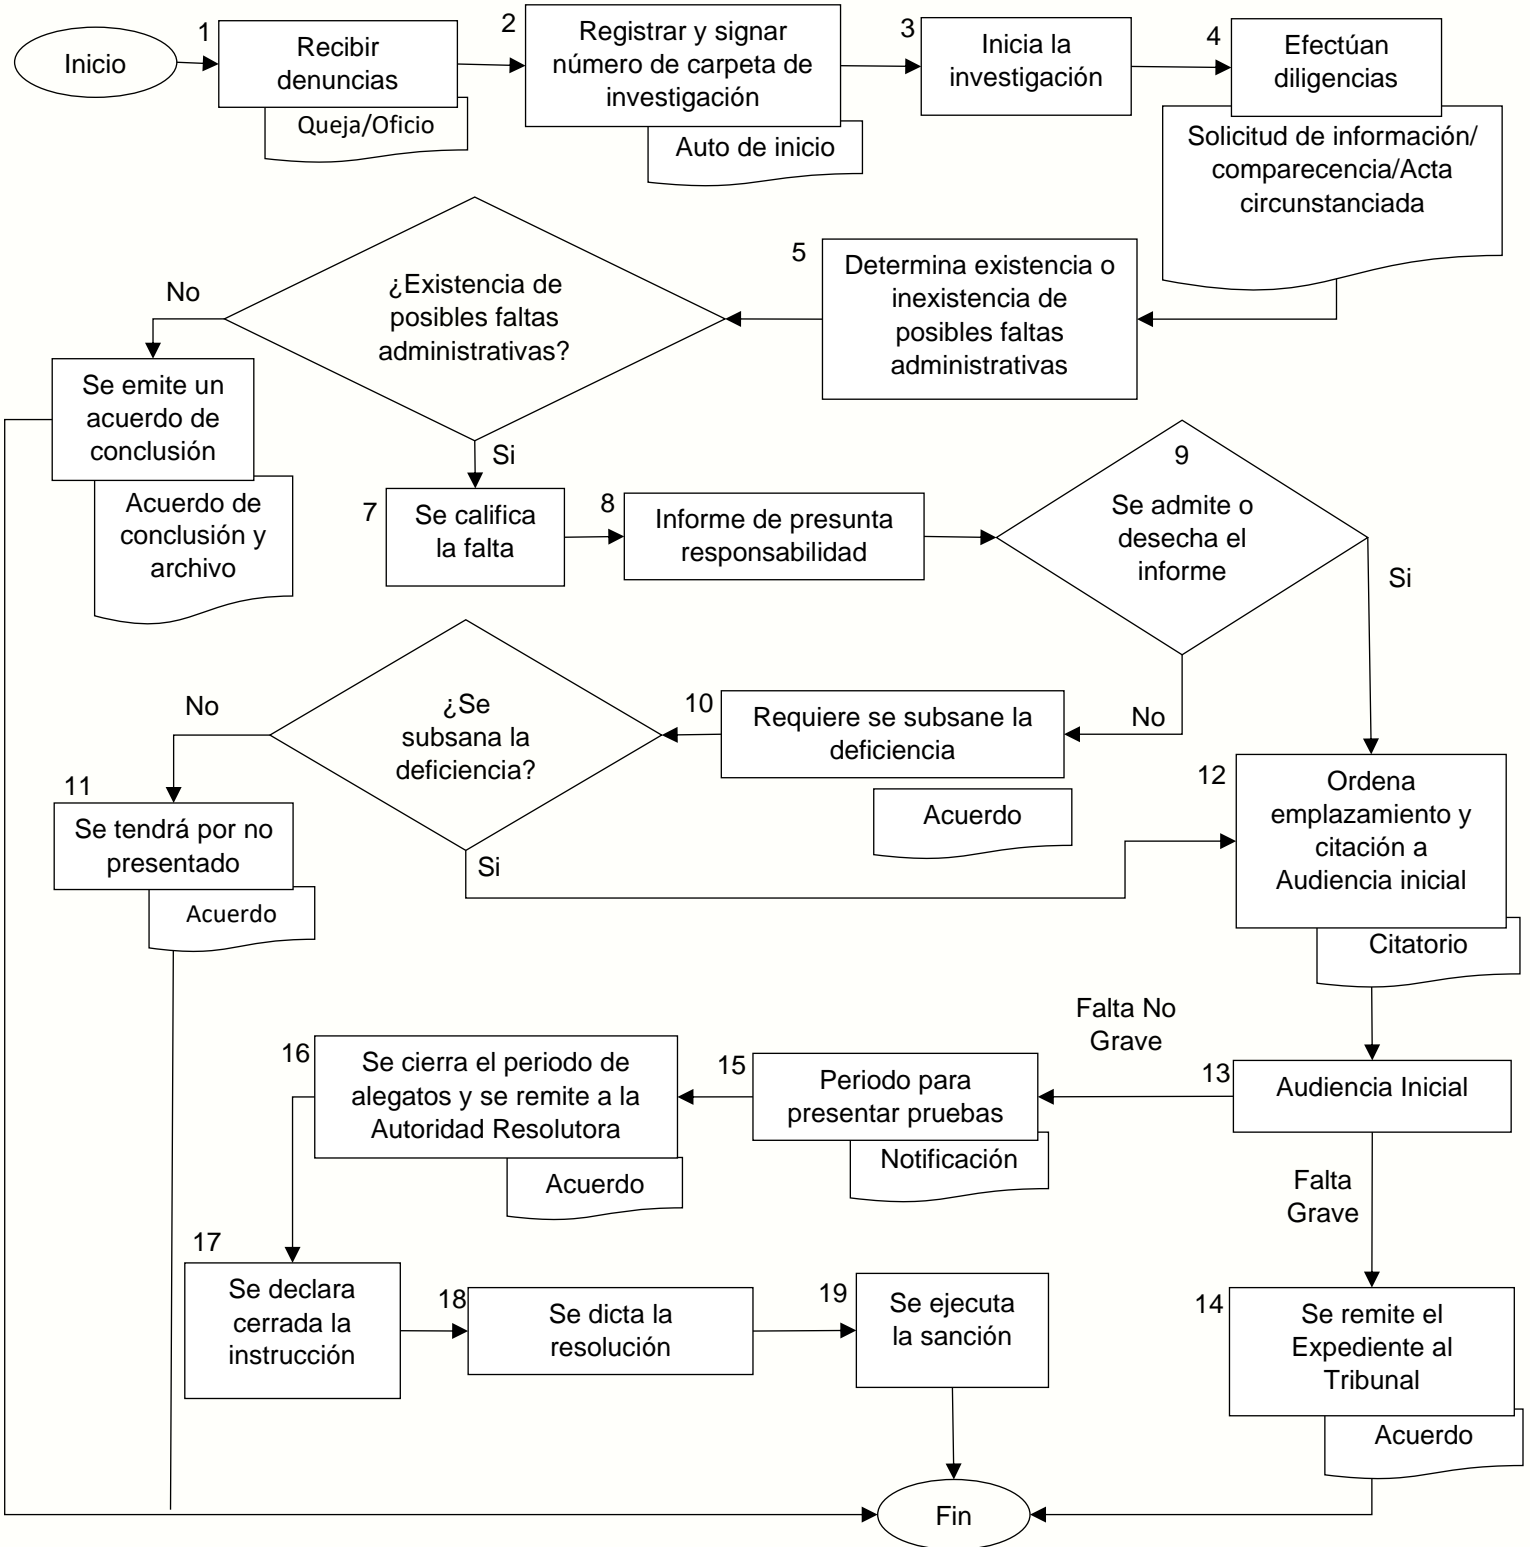 Inicio
1
Recibir
denuncias
Queja/Oficio
2
Registrar y signar
número de carpeta de
investigación
Auto de inicio
3
Inicia la
investigación
4
Efectúan
diligencias
Solicitud de información/
comparecencia/Acta
circunstanciada
5
Determina existencia o
inexistencia de
posibles faltas
administrativas
¿Existencia de
posibles faltas
administrativas?
No
Se emite un
acuerdo de
conclusión
Acuerdo de
conclusión y
archivo
Si
7
Se califica
la falta
8
Informe de presunta
responsabilidad
9
Se admite o
desecha el
informe
Si
No
10
Requiere se subsane la
deficiencia
Acuerdo
¿Se
subsana la
deficiencia?
No
11
Se tendrá por no
presentado
Acuerdo
Si
12
Ordena
emplazamiento y
citación a
Audiencia inicial
Citatorio
13
Audiencia Inicial
Falta No
Grave
15
Periodo para
presentar pruebas
Notificación
16
Se cierra el periodo de
alegatos y se remite a la
Autoridad Resolutora
Acuerdo
Falta
Grave
17
Se declara
cerrada la
instrucción
18
Se dicta la
resolución
19
Se ejecuta
la sanción
14
Se remite el
Expediente al
Tribunal
Acuerdo
Fin